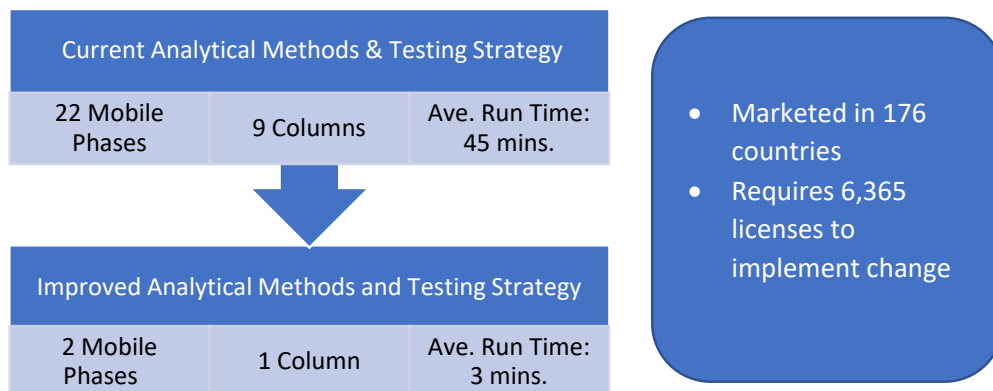 Current Analytical Methods & Testing Strategy
22 Mobile
Phases
9 Columns
Ave. Run Time:
45 mins.
Improved Analytical Methods and Testing Strategy
2 Mobile
Phases
1 Column
Ave. Run Time:
3 mins.
• Marketed in 176
countries
• Requires 6,365
licenses to
implement change